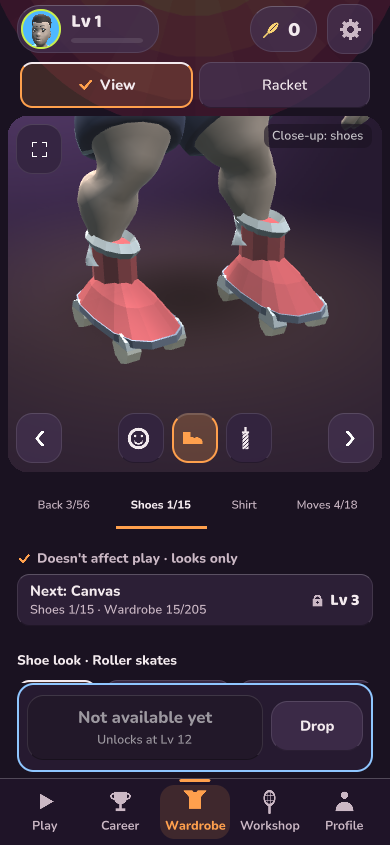 Lv 1
0
View
Racket
Close-up: shoes
Back 3/56
Shoes 1/15
Shirt
Moves 4/18
Doesn't affect play · looks only
Next: Canvas
Shoes 1/15 · Wardrobe 15/205
Lv 3
Shoe look · Roller skates
Not available yet
Unlocks at Lv 12
Drop
Play
Career
Wardrobe
Workshop
Profile